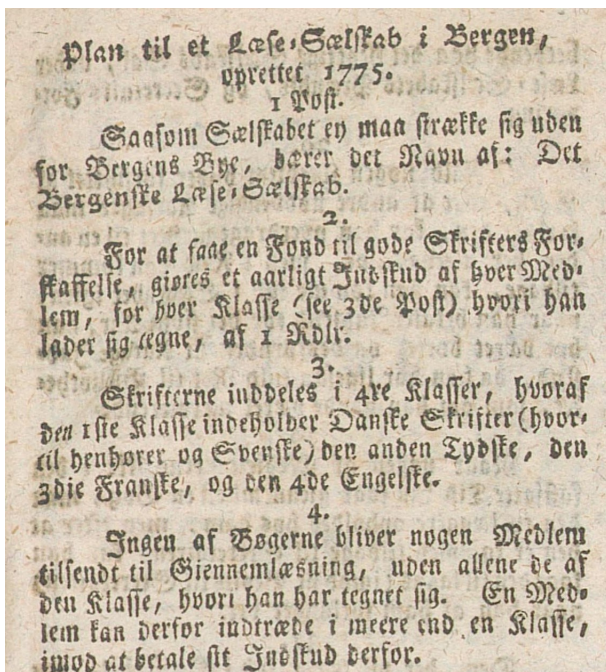 Plan til et Læse-Sælskab i Bergen,
oprettet 1775.
1 Post.
Saasom Sælskabet ey maa strække sig uden
for Bergens Bye, bærer det Navn af: Det
Bergenske Læse-Sælskab.
2.
For at faae en Fond til gode Skrifters For-
skaffelse, giøres et aarligt Indskud af hver Med-
lem, for hver Klasse (see 3de Post) hvori han
lader sig tegne, af 1 Rdlr.
3.
Skrifterne inddeles i 4re Klasser, hvoraf
den 1ste Klasse indeholder Danske Skrifter (hvor-
til henhører og Svenske) den anden Tydske, den
3die Franske, og den 4de Engelske.
4.
Ingen af Bøgerne bliver nogen Medlem
tilsendt til Giennemlæsning, uden allene de af
den Klasse, hvori han har tegnet sig. En Med-
lem kan derfor indtræde i meere end en Klasse,
imod at betale sit Indskud derfor.